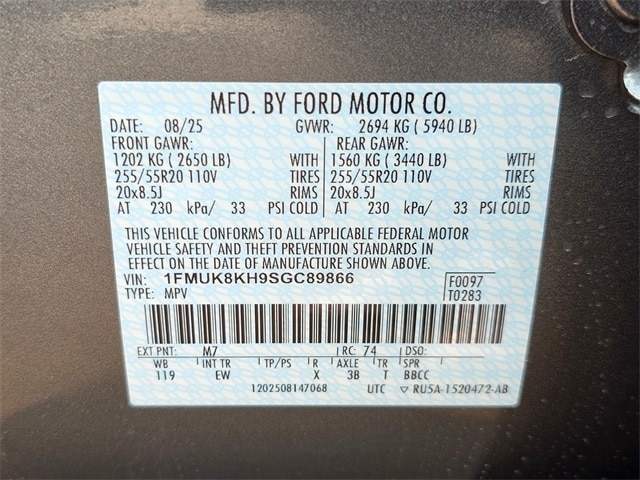 MFD. BY FORD MOTOR CO.
DATE: 08/25 GVWR: 2694 KG ( 5940 LB)
FRONT GAWR: REAR GAWR:
1202 KG ( 2650 LB) WITH 1560 KG ( 3440 LB) WITH
255/55R20 110V TIRES 255/55R20 110V TIRES
20x8.5J RIMS 20x8.5J RIMS
AT 230 kPa/ 33 PSI COLD AT 230 kPa/ 33 PSI COLD
THIS VEHICLE CONFORMS TO ALL APPLICABLE FEDERAL MOTOR
VEHICLE SAFETY AND THEFT PREVENTION STANDARDS IN
EFFECT ON THE DATE OF MANUFACTURE SHOWN ABOVE.
VIN: 1FMUK8KH9SGC89866 F0097
TYPE: MPV T0283
EXT PNT: M7 RC: 74 DSO:
WB INT TR TP/PS R AXLE TR SPR
119 EW X 3B T BBCC
1202508147068 UTC ▽ RU5A-1520472-AB